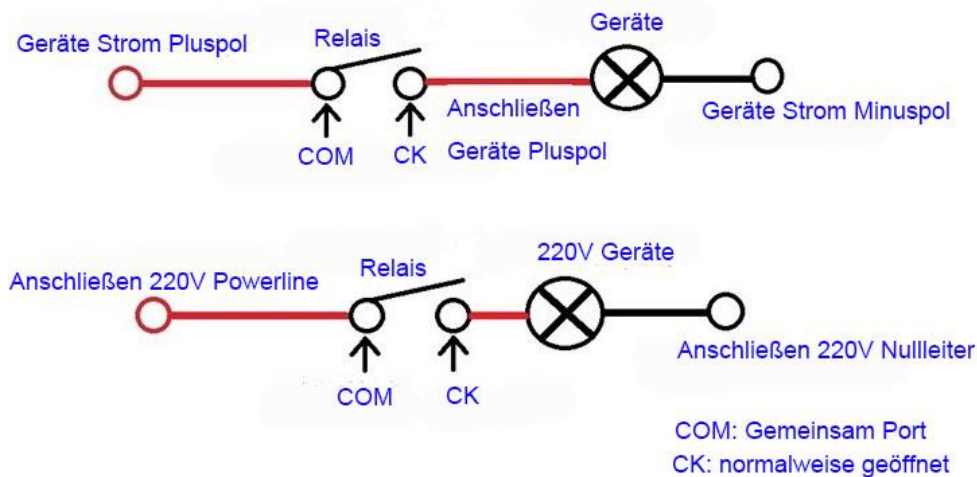 Geräte Strom Pluspol
Relais
Geräte
COM
CK
Anschließen
Geräte Pluspol
Geräte Strom Minuspol
Anschließen 220V Powerline
Relais
220V Geräte
COM
CK
Anschließen 220V Nullleiter
COM: Gemeinsam Port
CK: normalweise geöffnet